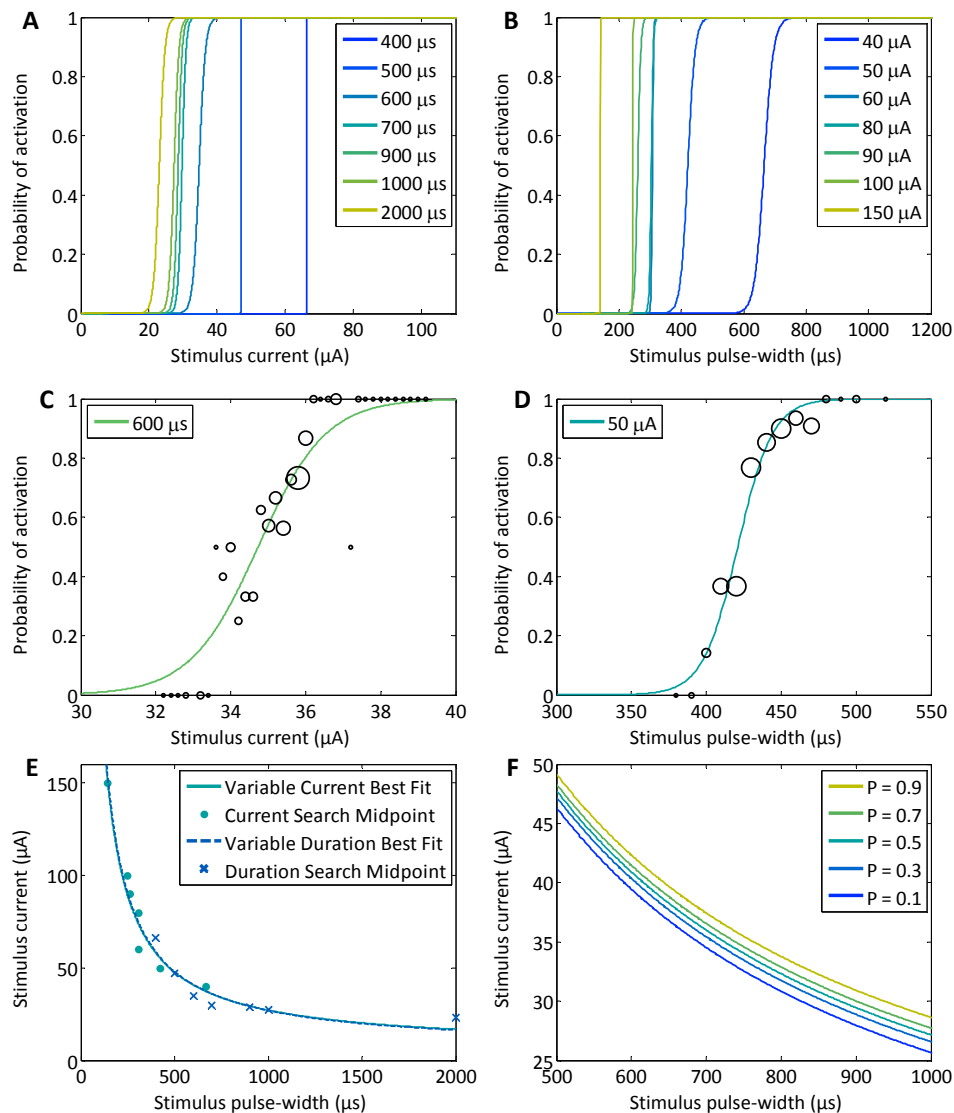 A
Probability of activation
1
0.8
0.6
0.4
0.2
0
0 20 40 60 80 100
Stimulus current (μA)
400 μs
500 μs
600 μs
700 μs
900 μs
1000 μs
2000 μs
B
Probability of activation
1
0.8
0.6
0.4
0.2
0
0 200 400 600 800 1000 1200
Stimulus pulse-width (μs)
40 μA
50 μA
60 μA
80 μA
90 μA
100 μA
150 μA
C
Probability of activation
1
0.8
0.6
0.4
0.2
0
30 32 34 36 38 40
Stimulus current (μA)
600 μs
D
Probability of activation
1
0.8
0.6
0.4
0.2
0
300 350 400 450 500 550
Stimulus pulse-width (μs)
50 μA
E
Stimulus current (μA)
150
100
50
0
0 500 1000 1500 2000
Stimulus pulse-width (μs)
Variable Current Best Fit
Current Search Midpoint
Variable Duration Best Fit
Duration Search Midpoint
F
Stimulus current (μA)
50
45
40
35
30
25
500 600 700 800 900 1000
Stimulus pulse-width (μs)
P = 0.9
P = 0.7
P = 0.5
P = 0.3
P = 0.1